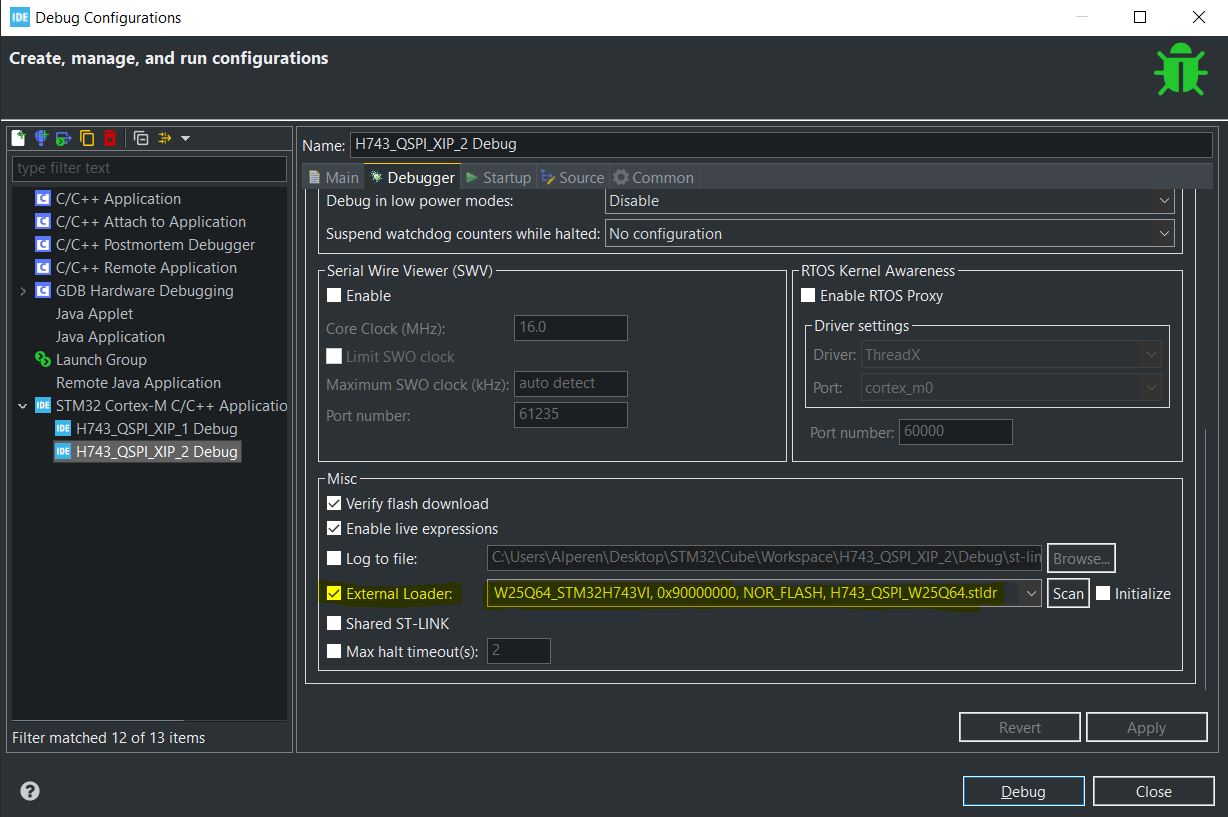 IDE Debug Configurations
Create, manage, and run configurations
type filter text
C/C++ Application
C/C++ Attach to Application
C/C++ Postmortem Debugger
C/C++ Remote Application
GDB Hardware Debugging
Java Applet
Java Application
Launch Group
Remote Java Application
IDE STM32 Cortex-M C/C++ Applicatio
IDE H743_QSPI_XIP_1 Debug
IDE H743_QSPI_XIP_2 Debug
Filter matched 12 of 13 items
Name: H743_QSPI_XIP_2 Debug
Main Debugger Startup Source Common
Debug in low power modes: Disable
Suspend watchdog counters while halted: No configuration
Serial Wire Viewer (SWV)
Enable
Core Clock (MHz): 16.0
Limit SWO clock
Maximum SWO clock (kHz): auto detect
Port number: 61235
RTOS Kernel Awareness
Enable RTOS Proxy
Driver settings
Driver: ThreadX
Port: cortex_m0
Port number: 60000
Misc
Verify flash download
Enable live expressions
Log to file: C:\Users\Alperen\Desktop\STM32\Cube\Workspace\H743_QSPI_XIP_2\Debug\st-lin Browse...
External Loader: W25Q64_STM32H743VI, 0x90000000, NOR_FLASH, H743_QSPI_W25Q64.stldr Scan Initialize
Shared ST-LINK
Max halt timeout(s): 2
Revert Apply
? Debug Close